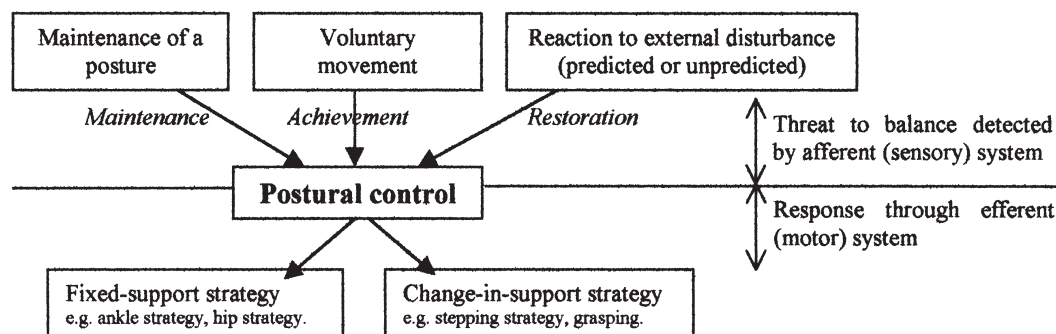 Maintenance of a
posture
Voluntary
movement
Reaction to external disturbance
(predicted or unpredicted)
Maintenance
Achievement
Restoration
Threat to balance detected
by afferent (sensory) system
Postural control
Response through efferent
(motor) system
Fixed-support strategy
e.g. ankle strategy, hip strategy.
Change-in-support strategy
e.g. stepping strategy, grasping.